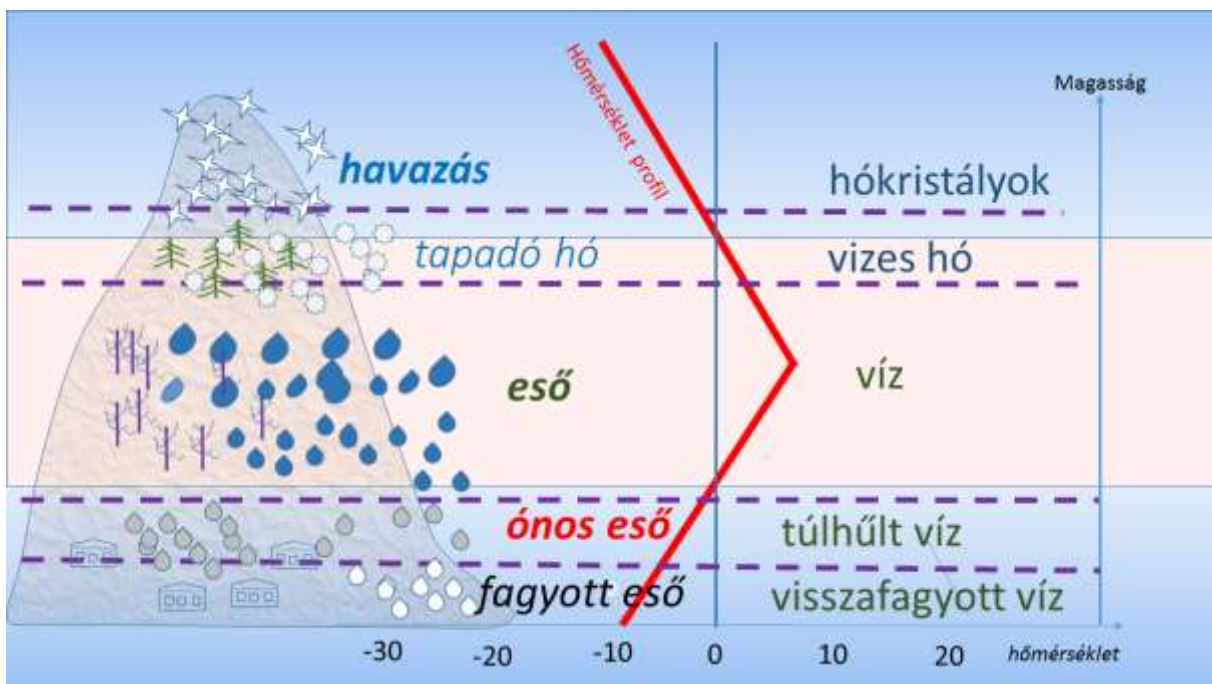 Magasság
Hőmérséklet profil
havazás
hókristályok
tapadó hó
vizes hó
eső
víz
ónos eső
túlhűlt víz
fagyott eső
visszafagyott víz
-30 -20 -10 0 10 20 hőmérséklet